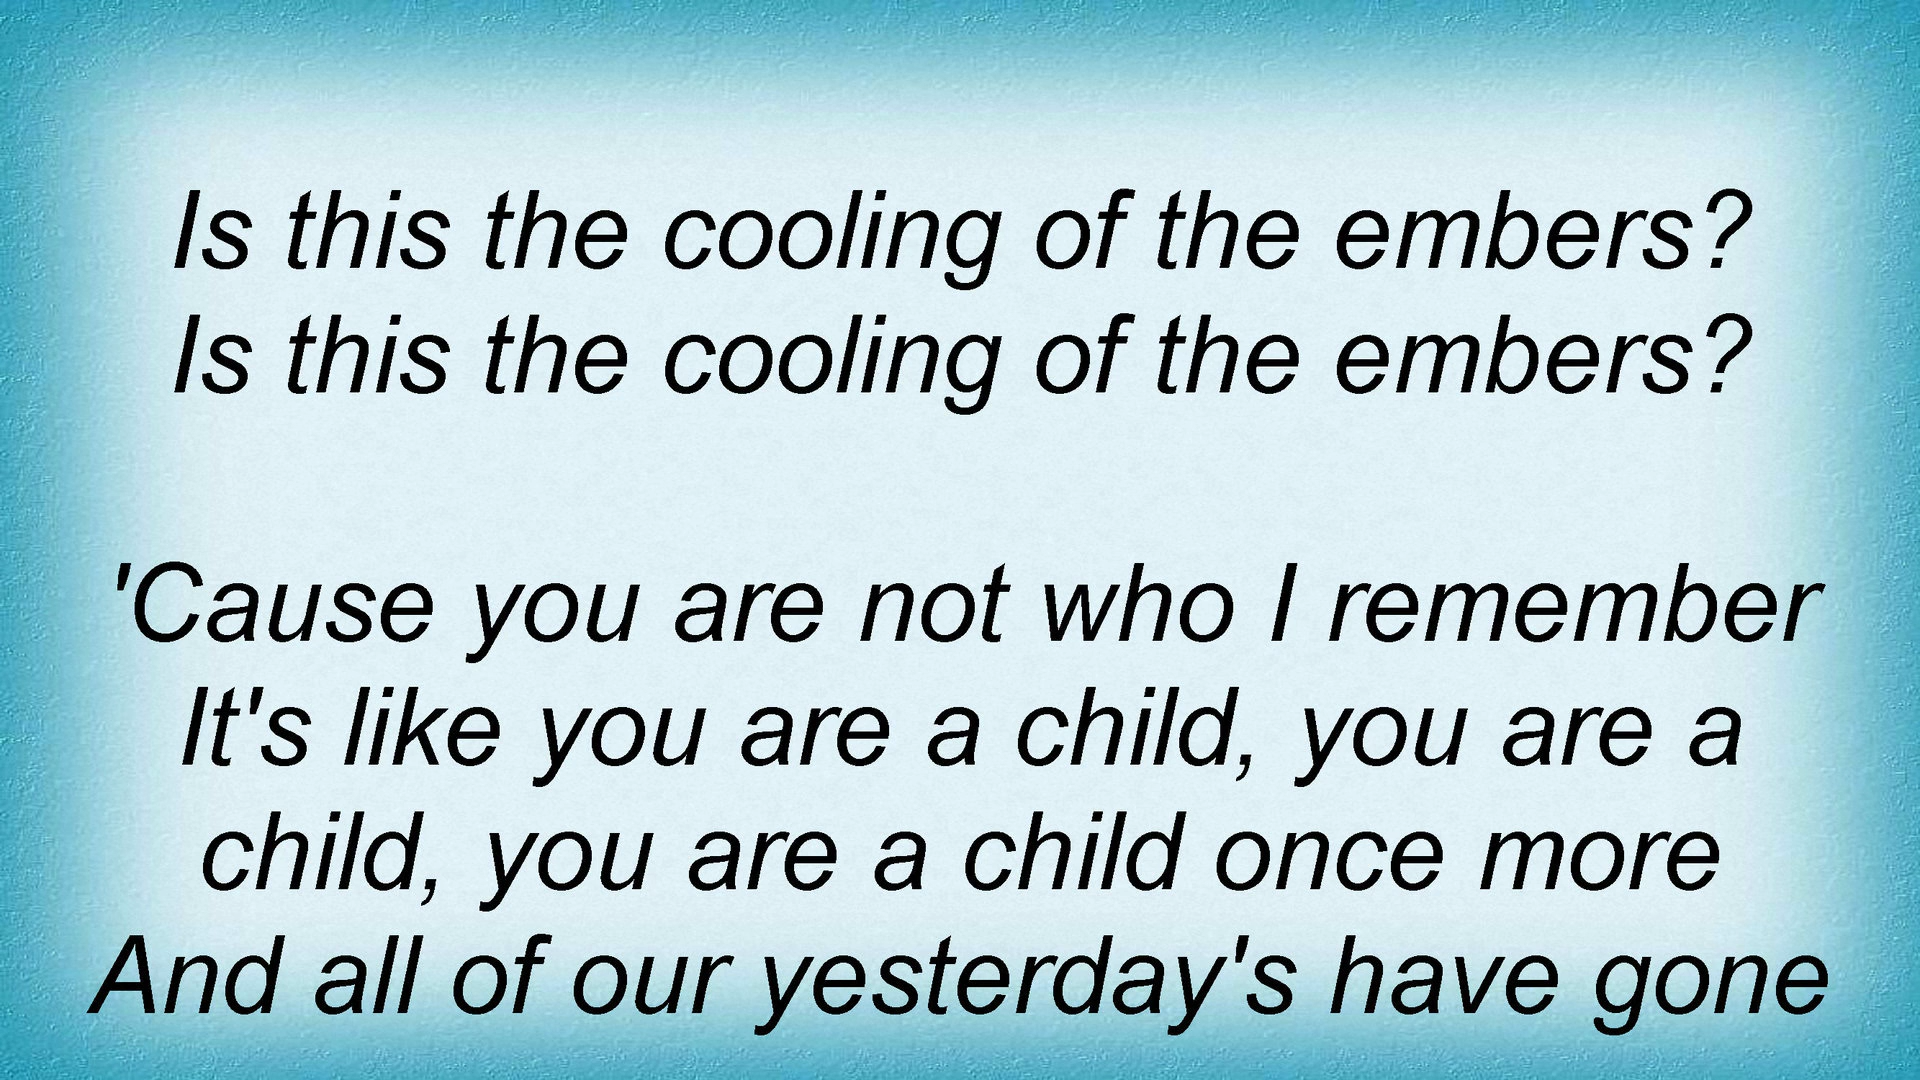 Is this the cooling of the embers?
Is this the cooling of the embers?
'Cause you are not who I remember
It's like you are a child, you are a
child, you are a child once more
And all of our yesterday's have gone